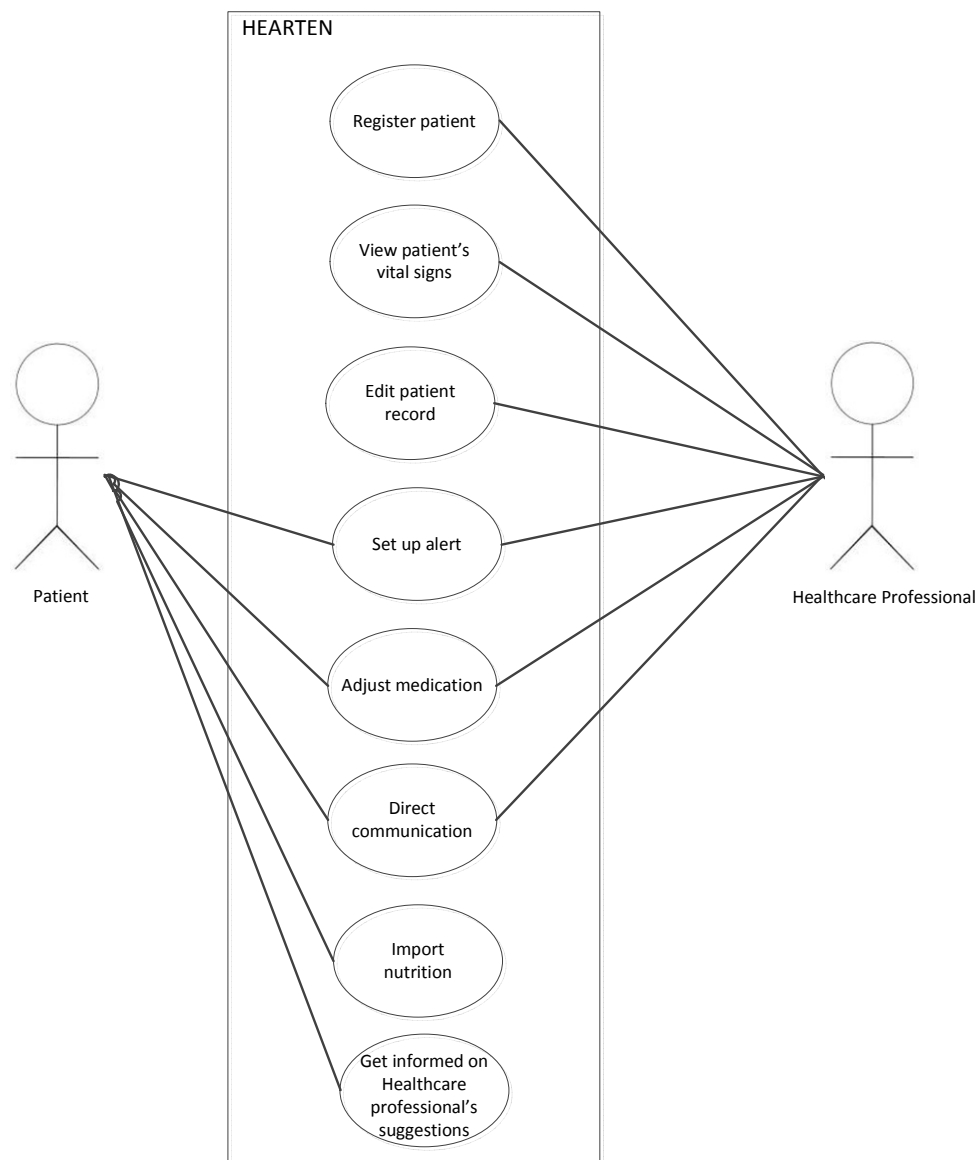 HEARTEN
Register patient
View patient’s
vital signs
Edit patient
record
Set up alert
Patient
Healthcare Professional
Adjust medication
Direct
communication
Import
nutrition
Get informed on
Healthcare
professional’s
suggestions